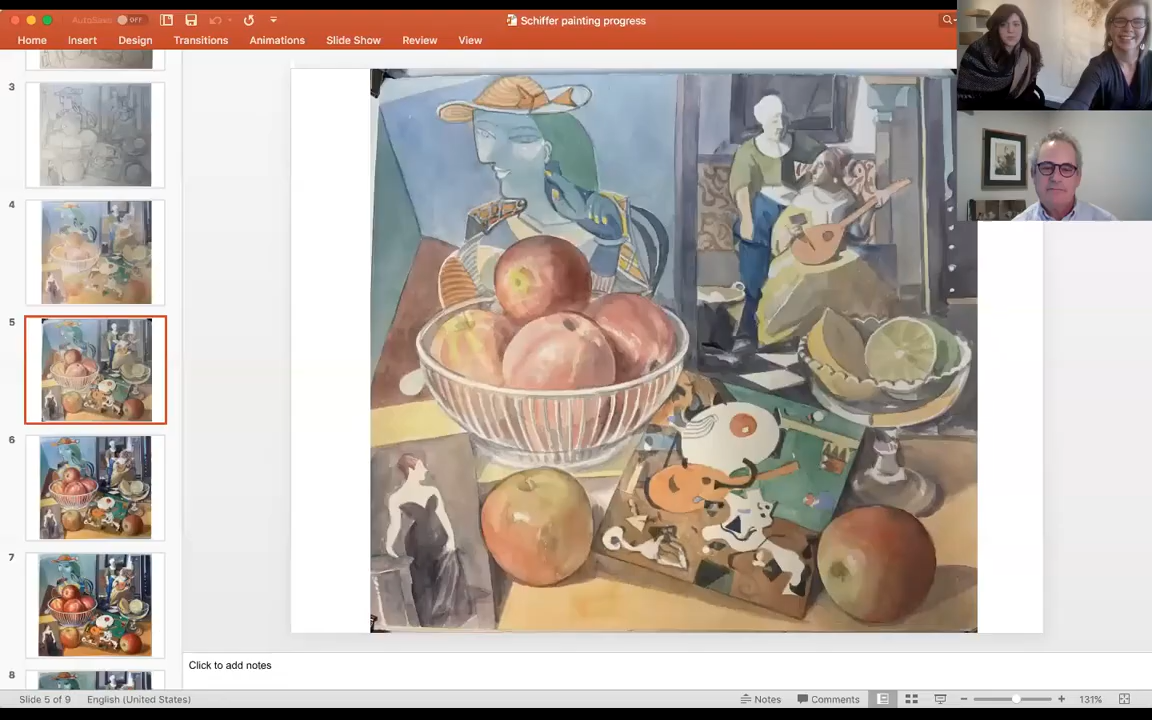 AutoSave OFF
Schiffer painting progress
Home Insert Design Transitions Animations Slide Show Review View
3
4
5
6
7
8
Click to add notes
Slide 5 of 9 English (United States) Notes Comments 131%